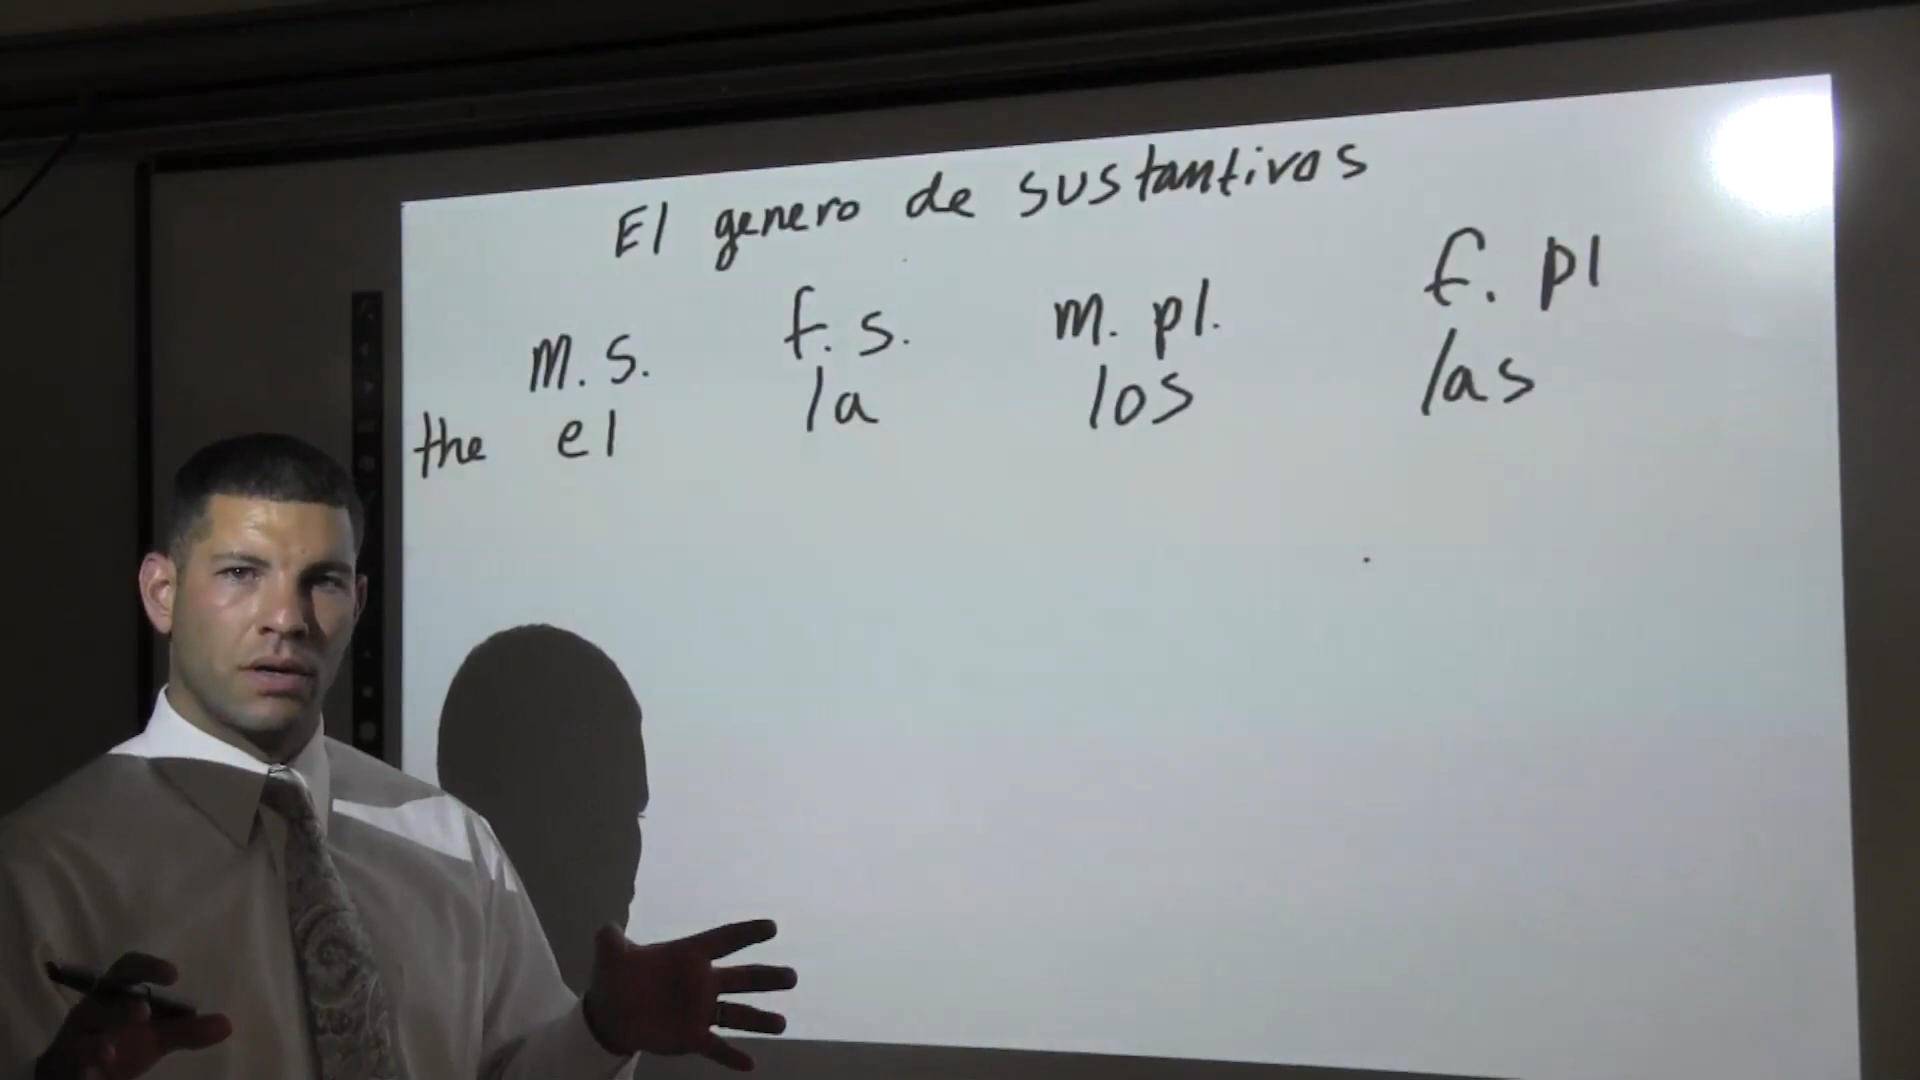 El genero de sustantivos
m. s. f. s. m. pl. f. pl
the el la los las